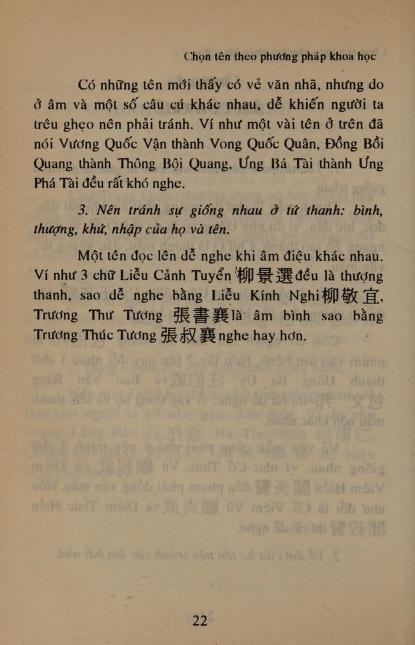 Chọn tên theo phương pháp khoa học
Có những tên mới thấy có vẻ văn nhã, nhưng do
ở âm và một số câu cú khác nhau, dễ khiến người ta
trêu ghẹo nên phải tránh. Ví như một vài tên ở trên đã
nói Vương Quốc Vận thành Vong Quốc Quân, Đồng Bồi
Quang thành Thông Bội Quang, Ưng Bá Tài thành Ưng
Phá Tài đều rất khó nghe.
3. Nên tránh sự giống nhau ở tứ thanh: bình,
thượng, khứ, nhập của họ và tên.
Một tên đọc lên dễ nghe khi âm điệu khác nhau.
Ví như 3 chữ Liễu Cảnh Tuyển 柳景選 đều là thượng
thanh, sao dễ nghe bằng Liễu Kính Nghi 柳敬宜,
Trương Thư Tương 張書襄 là âm bình sao bằng
Trương Thúc Tương 張叔襄 nghe hay hơn.
22